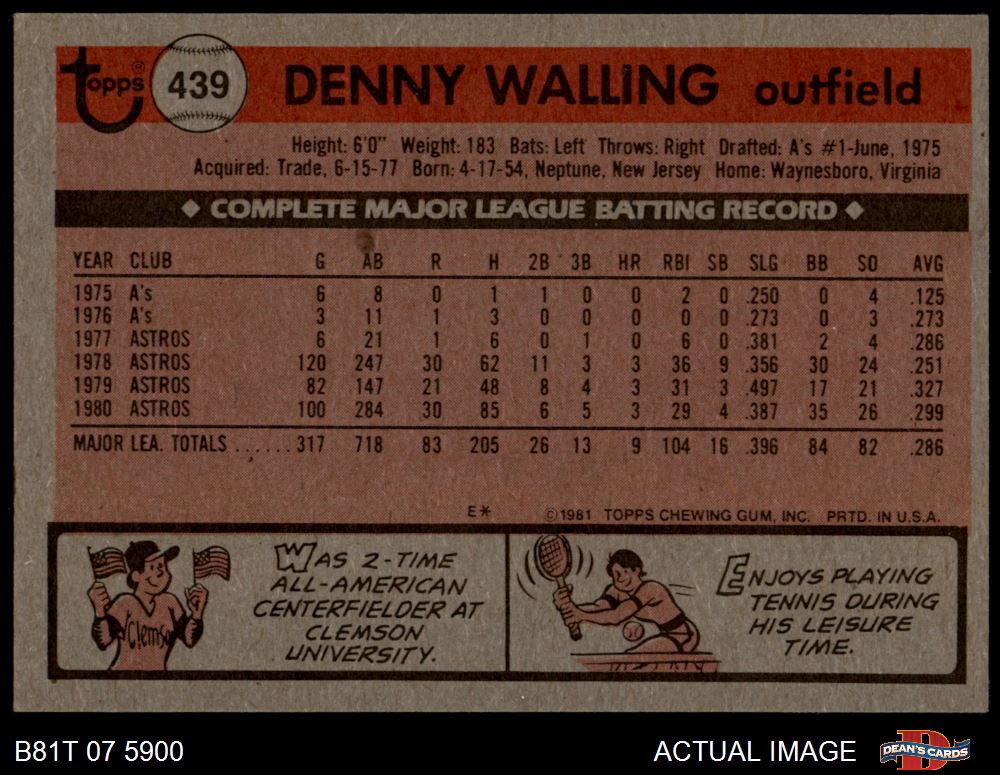 topps® 439 DENNY WALLING outfield
Height: 6'0" Weight: 183 Bats: Left Throws: Right Drafted: A's #1-June, 1975
Acquired: Trade, 6-15-77 Born: 4-17-54, Neptune, New Jersey Home: Waynesboro, Virginia
◆ COMPLETE MAJOR LEAGUE BATTING RECORD ◆
YEAR CLUB G AB R H 2B 3B HR RBI SB SLG BB SO AVG
1975 A's 6 8 0 1 1 0 0 2 0 .250 0 4 .125
1976 A's 3 11 1 3 0 0 0 0 0 .273 0 3 .273
1977 ASTROS 6 21 1 6 0 1 0 6 0 .381 2 4 .286
1978 ASTROS 120 247 30 62 11 3 3 36 9 .356 30 24 .251
1979 ASTROS 82 147 21 48 8 4 3 31 3 .497 17 21 .327
1980 ASTROS 100 284 30 85 6 5 3 29 4 .387 35 26 .299
MAJOR LEA. TOTALS ......317 718 83 205 26 13 9 104 16 .396 84 82 .286
E* ©1981 TOPPS CHEWING GUM, INC. PRTD. IN U.S.A.
WAS 2-TIME
ALL-AMERICAN
CENTERFIELDER AT
CLEMSON
UNIVERSITY.
Clemso
ENJOYS PLAYING
TENNIS DURING
HIS LEISURE
TIME.
B81T 07 5900 ACTUAL IMAGE DEAN'S CARDS